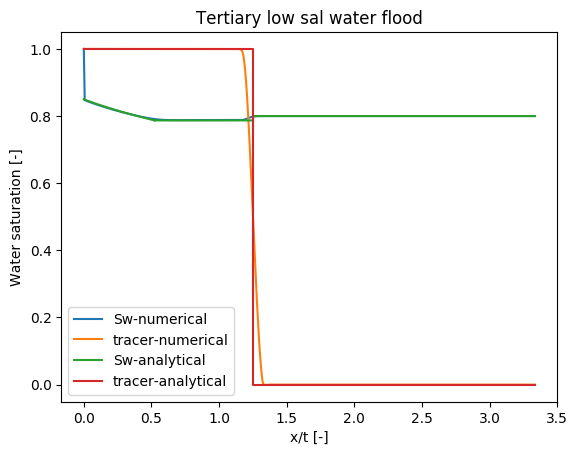 Tertiary low sal water flood
Water saturation [-]
1.0
0.8
0.6
0.4
0.2
0.0
Sw-numerical
tracer-numerical
Sw-analytical
tracer-analytical
0.0 0.5 1.0 1.5 2.0 2.5 3.0 3.5
x/t [-]